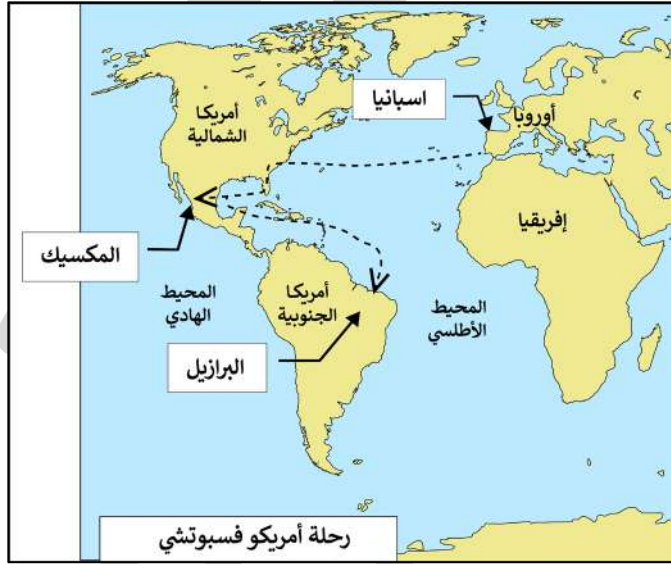 اسبانيا
أوروبا
أمريكا
الشمالية
إفريقيا
المكسيك
المحيط
الهادي
أمريكا
الجنوبية
المحيط
الأطلسي
البرازيل
رحلة أمريكو فسبوتشي